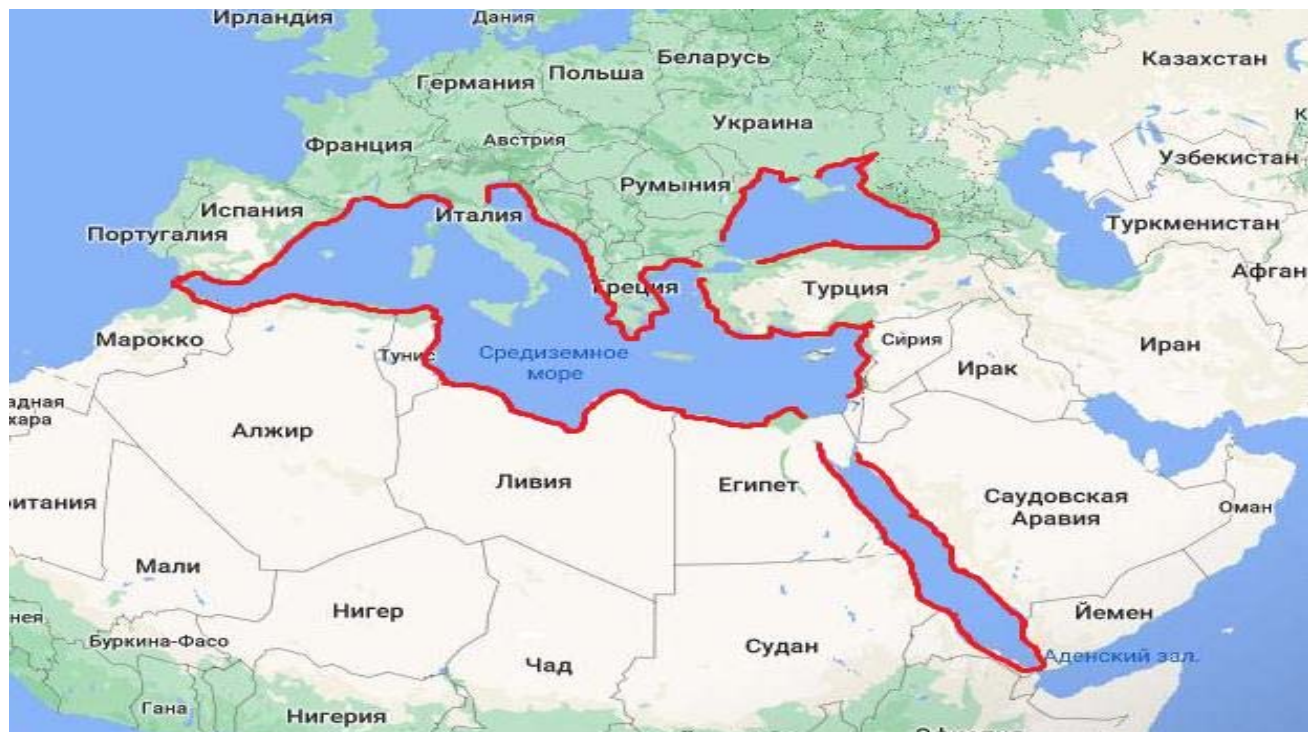 Ирландия
Дания
Беларусь
Польша
Германия
Казахстан
Украина
Австрия
Франция
Узбекистан
Румыния
Испания
Италия
Туркменистан
Португалия
Афган
Греция
Турция
Марокко
Тунис
Средиземное
море
Сирия
Иран
Ирак
адная
хара
Алжир
Ливия
Египет
Саудовская
Аравия
Оман
ритания
Мали
Нигер
Йемен
нея
Буркина-Фасо
Чад
Судан
Аденский зал.
Гана
Нигерия